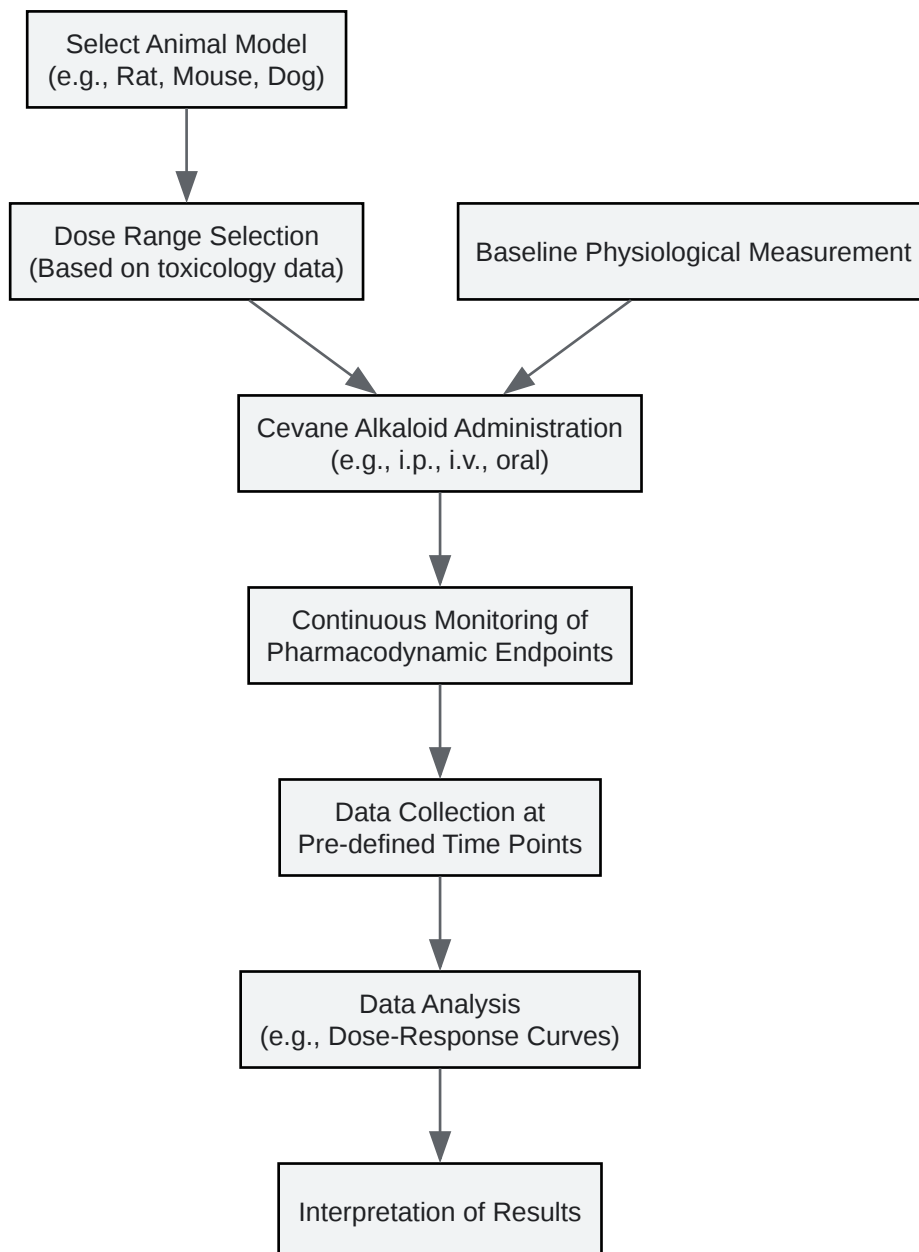 Select Animal Model
(e.g., Rat, Mouse, Dog)
Dose Range Selection
(Based on toxicology data)
Baseline Physiological Measurement
Cevane Alkaloid Administration
(e.g., i.p., i.v., oral)
Continuous Monitoring of
Pharmacodynamic Endpoints
Data Collection at
Pre-defined Time Points
Data Analysis
(e.g., Dose-Response Curves)
Interpretation of Results